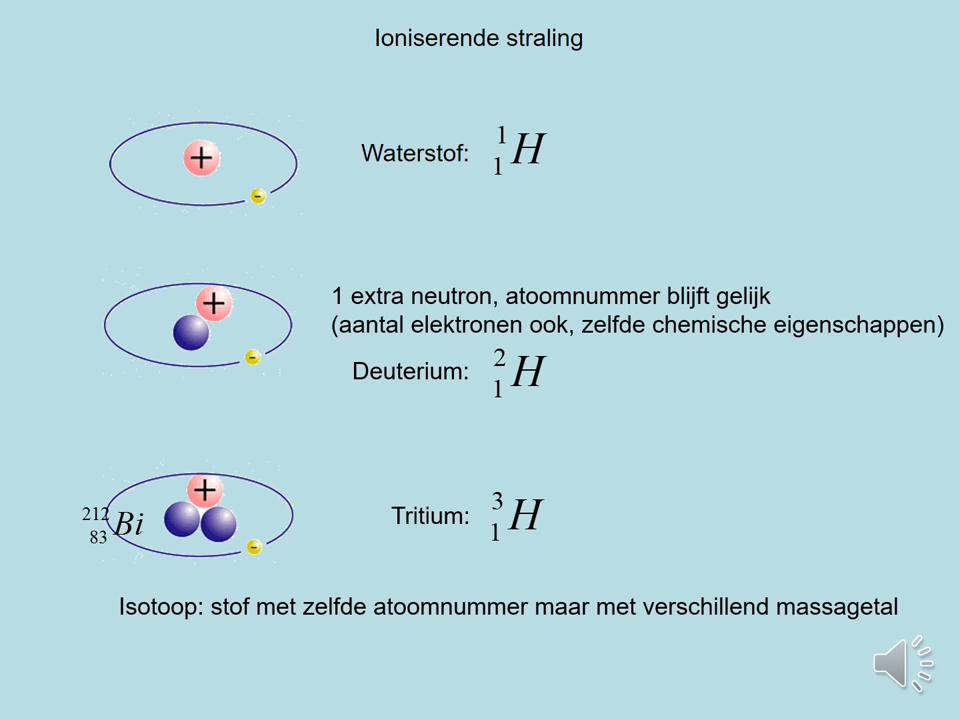 Ioniserende straling
+
-
Waterstof: ¹₁H
+
-
1 extra neutron, atoomnummer blijft gelijk
(aantal elektronen ook, zelfde chemische eigenschappen)
Deuterium: ²₁H
+
-
²¹²₈₃Bi
Tritium: ³₁H
Isotoop: stof met zelfde atoomnummer maar met verschillend massagetal